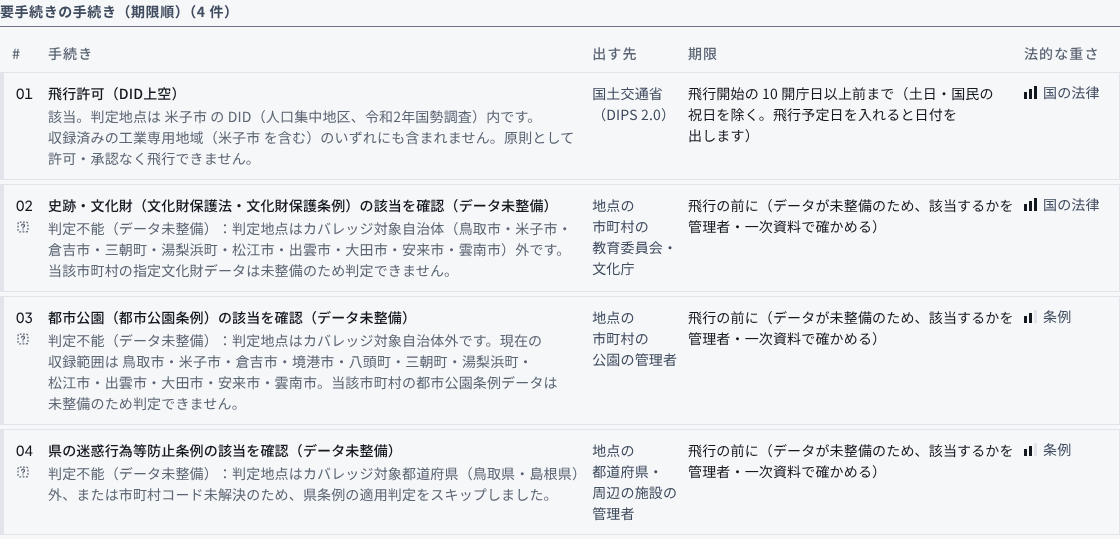 要手続きの手続き（期限順）（4 件）
# 手続き 出す先 期限 法的な重さ
01 飛行許可（DID上空）
該当。判定地点は 米子市 の DID（人口集中地区、令和2年国勢調査）内です。
収録済みの工業専用地域（米子市 を含む）のいずれにも含まれません。原則として
許可・承認なく飛行できません。
国土交通省
（DIPS 2.0）
飛行開始の 10 開庁日以上前まで（土日・国民の
祝日を除く。飛行予定日を入れると日付を
出します）
国の法律
02 史跡・文化財（文化財保護法・文化財保護条例）の該当を確認（データ未整備）
?
判定不能（データ未整備）：判定地点はカバレッジ対象自治体（鳥取市・米子市・
倉吉市・三朝町・湯梨浜町・松江市・出雲市・大田市・安来市・雲南市）外です。
当該市町村の指定文化財データは未整備のため判定できません。
地点の
市町村の
教育委員会・
文化庁
飛行の前に（データが未整備のため、該当するかを
管理者・一次資料で確かめる）
国の法律
03 都市公園（都市公園条例）の該当を確認（データ未整備）
?
判定不能（データ未整備）：判定地点はカバレッジ対象自治体外です。現在の
収録範囲は 鳥取市・米子市・倉吉市・境港市・八頭町・三朝町・湯梨浜町・
松江市・出雲市・大田市・安来市・雲南市。当該市町村の都市公園条例データは
未整備のため判定できません。
地点の
市町村の
公園の管理者
飛行の前に（データが未整備のため、該当するかを
管理者・一次資料で確かめる）
条例
04 県の迷惑行為等防止条例の該当を確認（データ未整備）
?
判定不能（データ未整備）：判定地点はカバレッジ対象都道府県（鳥取県・島根県）
外、または市町村コード未解決のため、県条例の適用判定をスキップしました。
地点の
都道府県・
周辺の施設の
管理者
飛行の前に（データが未整備のため、該当するかを
管理者・一次資料で確かめる）
条例